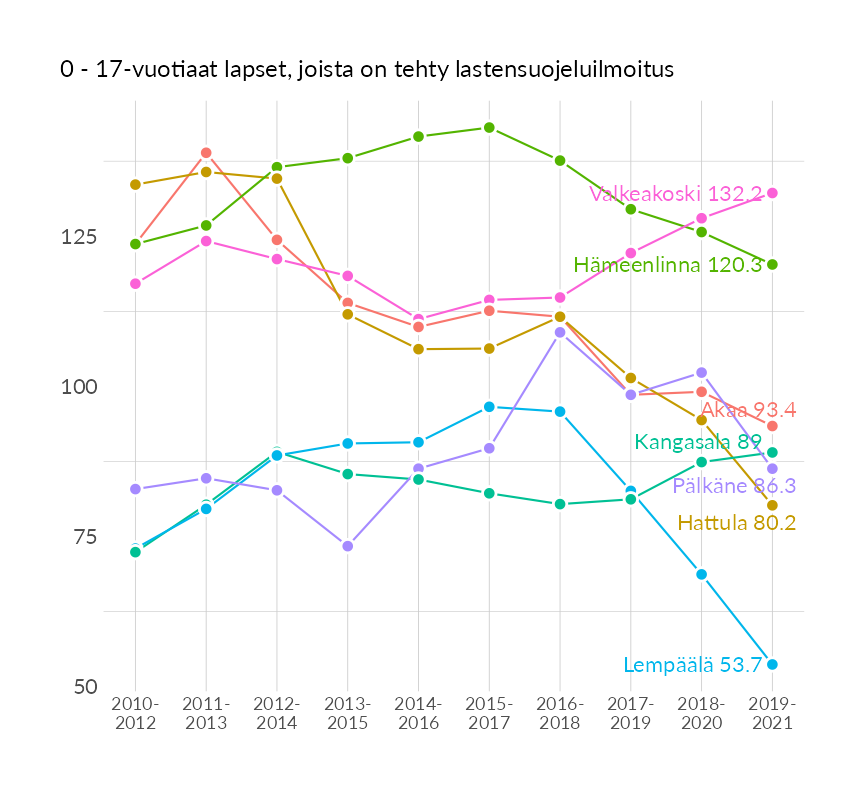 0 - 17-vuotiaat lapset, joista on tehty lastensuojeluilmoitus
Valkeakoski 132.2
125
Hämeenlinna 120.3
100
Akaa 93.4
Kangasala 89
Pälkäne 86.3
Hattula 80.2
75
Lempäälä 53.7
50
2010- 2011- 2012- 2013- 2014- 2015- 2016- 2017- 2018- 2019-
2012 2013 2014 2015 2016 2017 2018 2019 2020 2021